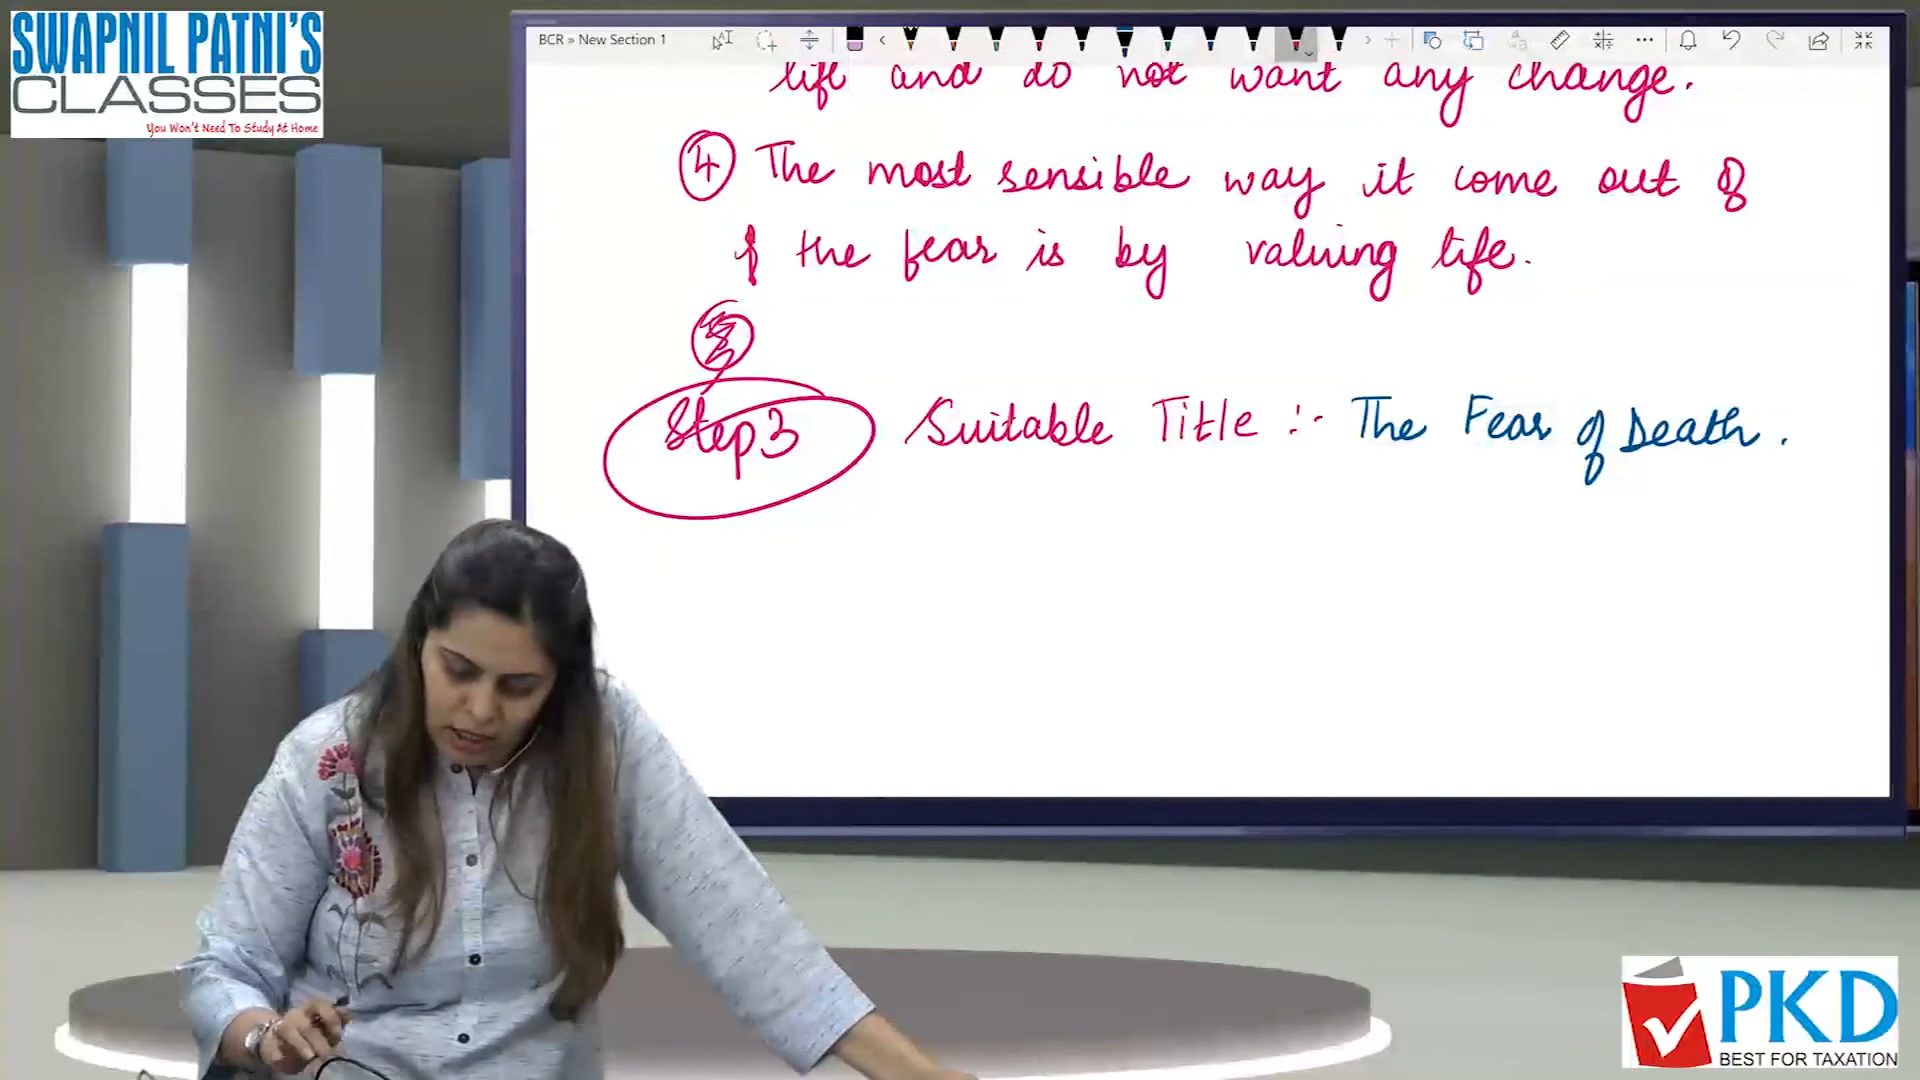 SWAPNIL PATNI'S
CLASSES
You Won't Need To Study At Home
BCR » New Section 1
life and do not want any change.
4 The most sensible way it come out of
the fear is by valuing life.
Step 3 Suitable Title :- The Fear of Death.
PKD
BEST FOR TAXATION